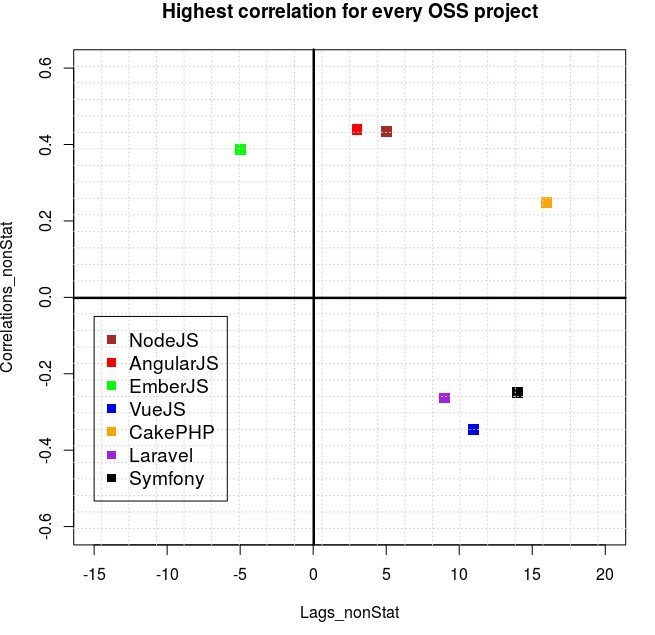 Highest correlation for every OSS project
Correlations_nonStat
0.6
0.4
0.2
0.0
-0.2
-0.4
-0.6
NodeJS
AngularJS
EmberJS
VueJS
CakePHP
Laravel
Symfony
-15 -10 -5 0 5 10 15 20
Lags_nonStat